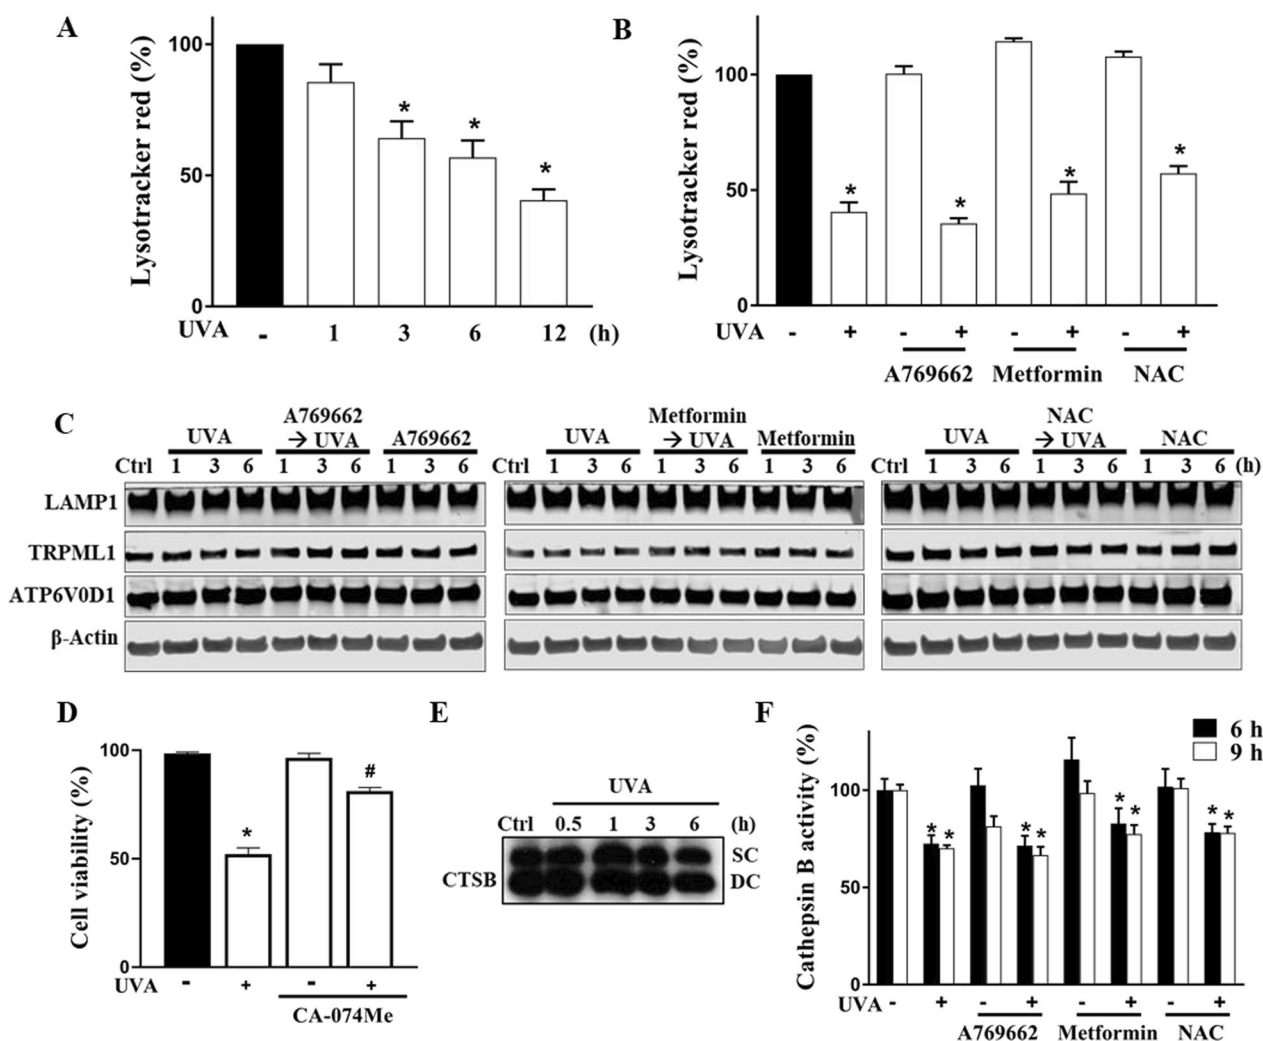 A
Lysotracker red (%)
100
50
0
*
*
*
UVA - 1 3 6 12 (h)
B
Lysotracker red (%)
100
50
0
*
*
*
*
UVA - + - + - + - +
A769662 Metformin NAC
C
UVA A769662 → UVA A769662
Ctrl 1 3 6 1 3 6 1 3 6
UVA Metformin → UVA Metformin
Ctrl 1 3 6 1 3 6 1 3 6
UVA NAC → UVA NAC
Ctrl 1 3 6 1 3 6 1 3 6 (h)
LAMP1
TRPML1
ATP6V0D1
β-Actin
D
Cell viability (%)
100
50
0
*
#
UVA - + - +
CA-074Me
E
UVA
Ctrl 0.5 1 3 6 (h)
CTSB
SC
DC
F
6 h
9 h
Cathepsin B activity (%)
100
50
0
* *
* *
* *
* *
UVA - + - + - + - +
A769662 Metformin NAC